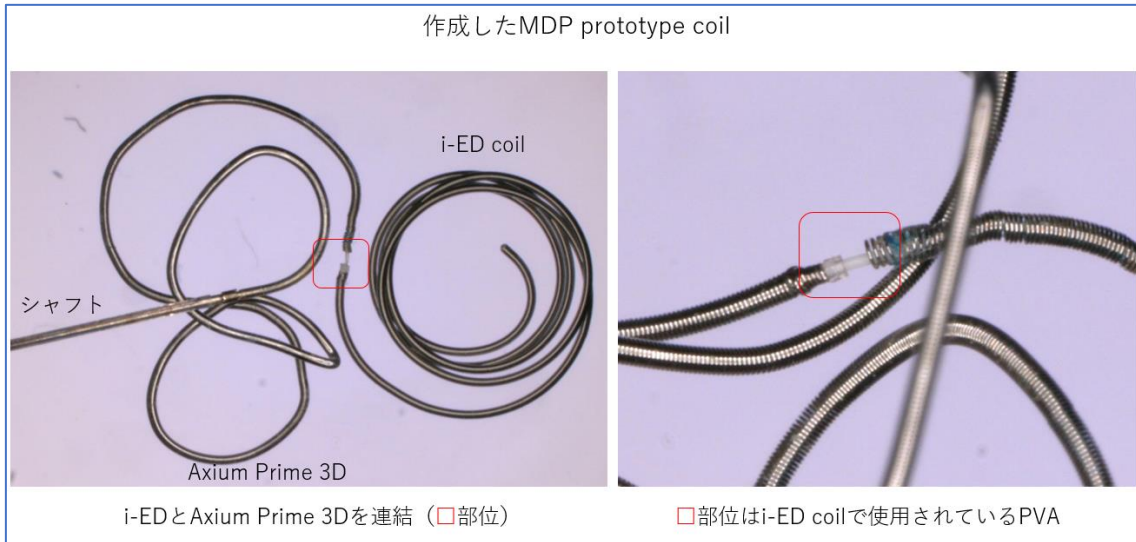 作成したMDP prototype coil
i-ED coil
シャフト
Axium Prime 3D
i-EDとAxium Prime 3Dを連結（□部位）
□部位はi-ED coilで使用されているPVA